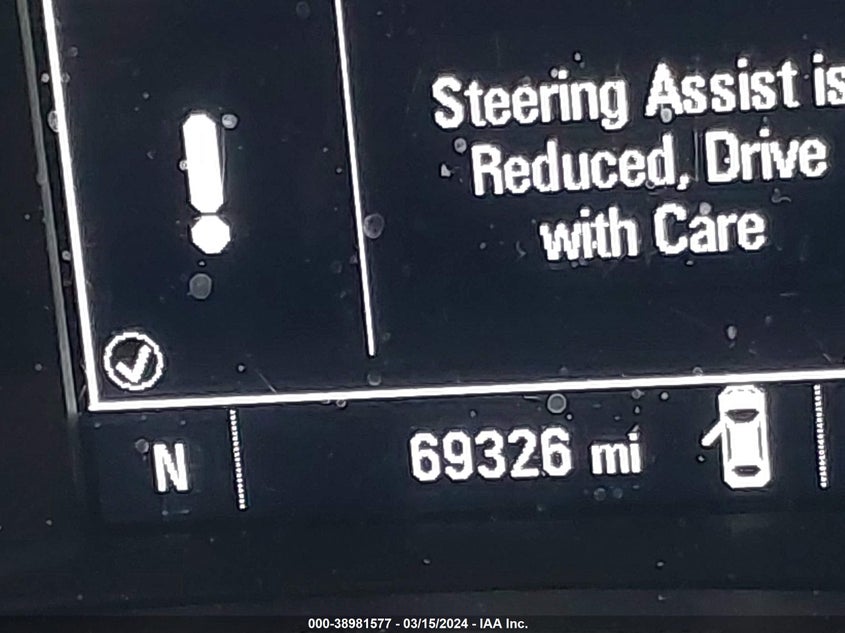 Steering Assist is
Reduced, Drive
with Care
N
69326 mi
000-38981577 - 03/15/2024 - IAA Inc.